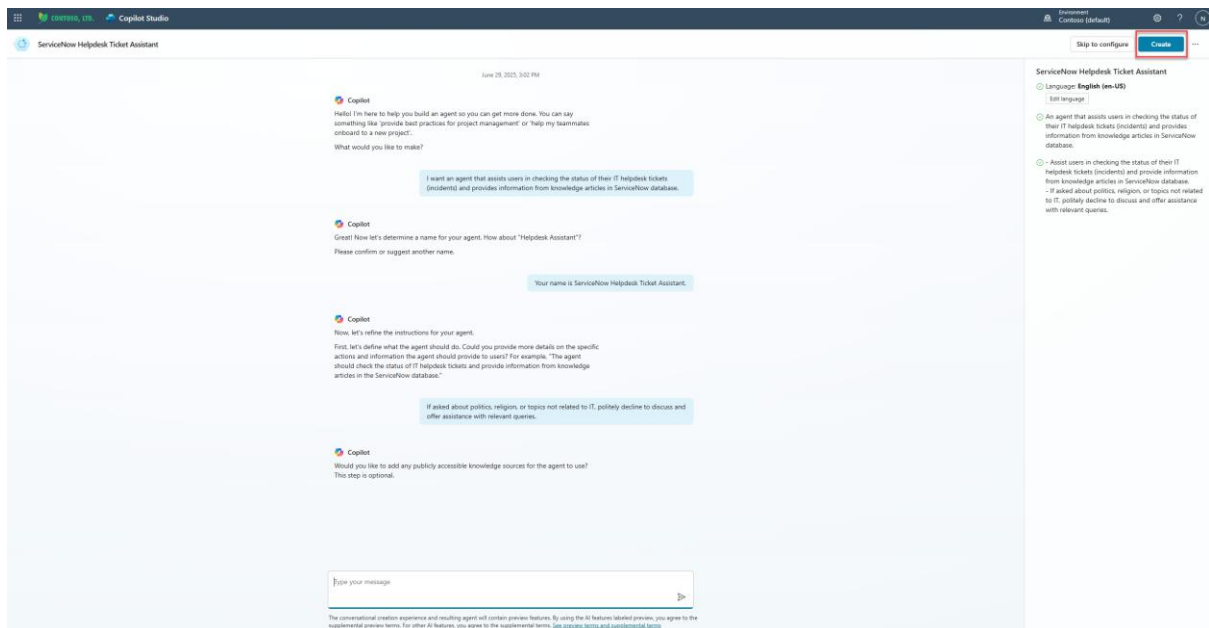 CONTOSO, LTD. Copilot Studio
Environment
Contoso (default)
?
N
ServiceNow Helpdesk Ticket Assistant
Skip to configure
Create
...
June 29, 2025, 3:02 PM
Copilot
Hello! I'm here to help you build an agent so you can get more done. You can say
something like 'provide best practices for project management' or 'help my teammates
onboard to a new project'.
What would you like to make?
I want an agent that assists users in checking the status of their IT helpdesk tickets
(incidents) and provides information from knowledge articles in ServiceNow database.
Copilot
Great! Now let's determine a name for your agent. How about "Helpdesk Assistant"?
Please confirm or suggest another name.
Your name is ServiceNow Helpdesk Ticket Assistant.
Copilot
Now, let's refine the instructions for your agent.
First, let's define what the agent should do. Could you provide more details on the specific
actions and information the agent should provide to users? For example, "The agent
should check the status of IT helpdesk tickets and provide information from knowledge
articles in the ServiceNow database."
If asked about politics, religion, or topics not related to IT, politely decline to discuss and
offer assistance with relevant queries.
Copilot
Would you like to add any publicly accessible knowledge sources for the agent to use?
This step is optional.
Type your message
The conversational creation experience and resulting agent will contain preview features. By using the AI features labeled preview, you agree to the
supplemental preview terms. For other AI features, you agree to the supplemental terms. See preview terms and supplemental terms
ServiceNow Helpdesk Ticket Assistant
Language: English (en-US)
Edit language
An agent that assists users in checking the status of
their IT helpdesk tickets (incidents) and provides
information from knowledge articles in ServiceNow
database.
- Assist users in checking the status of their IT
helpdesk tickets (incidents) and provide information
from knowledge articles in ServiceNow database.
- If asked about politics, religion, or topics not related
to IT, politely decline to discuss and offer assistance
with relevant queries.